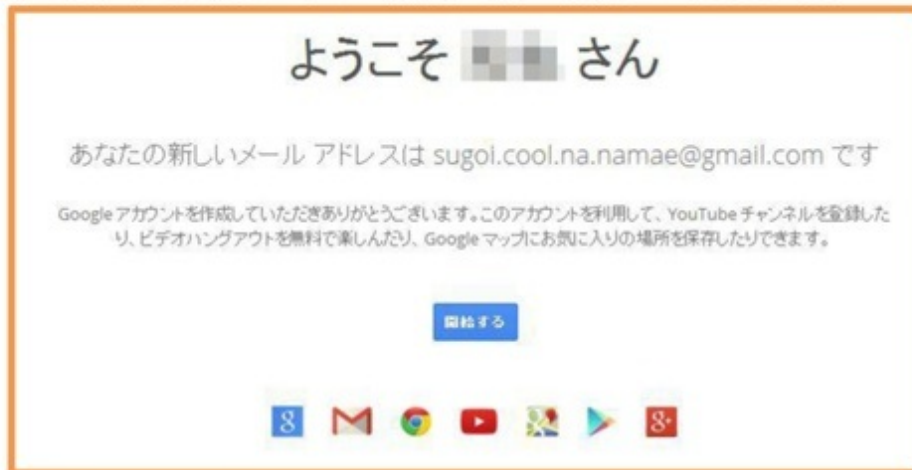 ようこそ さん
あなたの新しいメール アドレスは sugoi.cool.na.namae@gmail.com です
Google アカウントを作成していただきありがとうございます。このアカウントを利用して、YouTube チャンネルを登録した
り、ビデオハングアウトを無料で楽しんだり、Google マップにお気に入りの場所を保存したりできます。
開始する